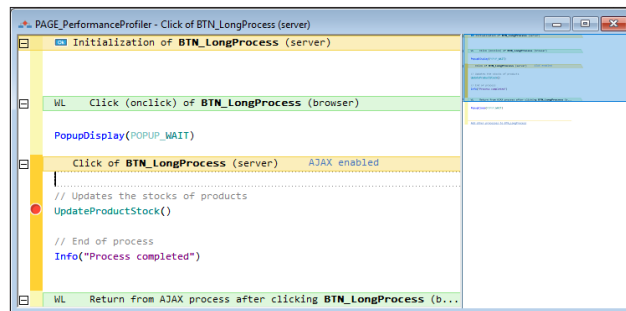 PAGE_PerformanceProfiler - Click of BTN_LongProcess (server)
Initialization of BTN_LongProcess (server)
WL Click (onclick) of BTN_LongProcess (browser)
PopupDisplay(POPUP_WAIT)
Click of BTN_LongProcess (server) AJAX enabled
// Updates the stocks of products
UpdateProductStock()
// End of process
Info("Process completed")
WL Return from AJAX process after clicking BTN_LongProcess (b...